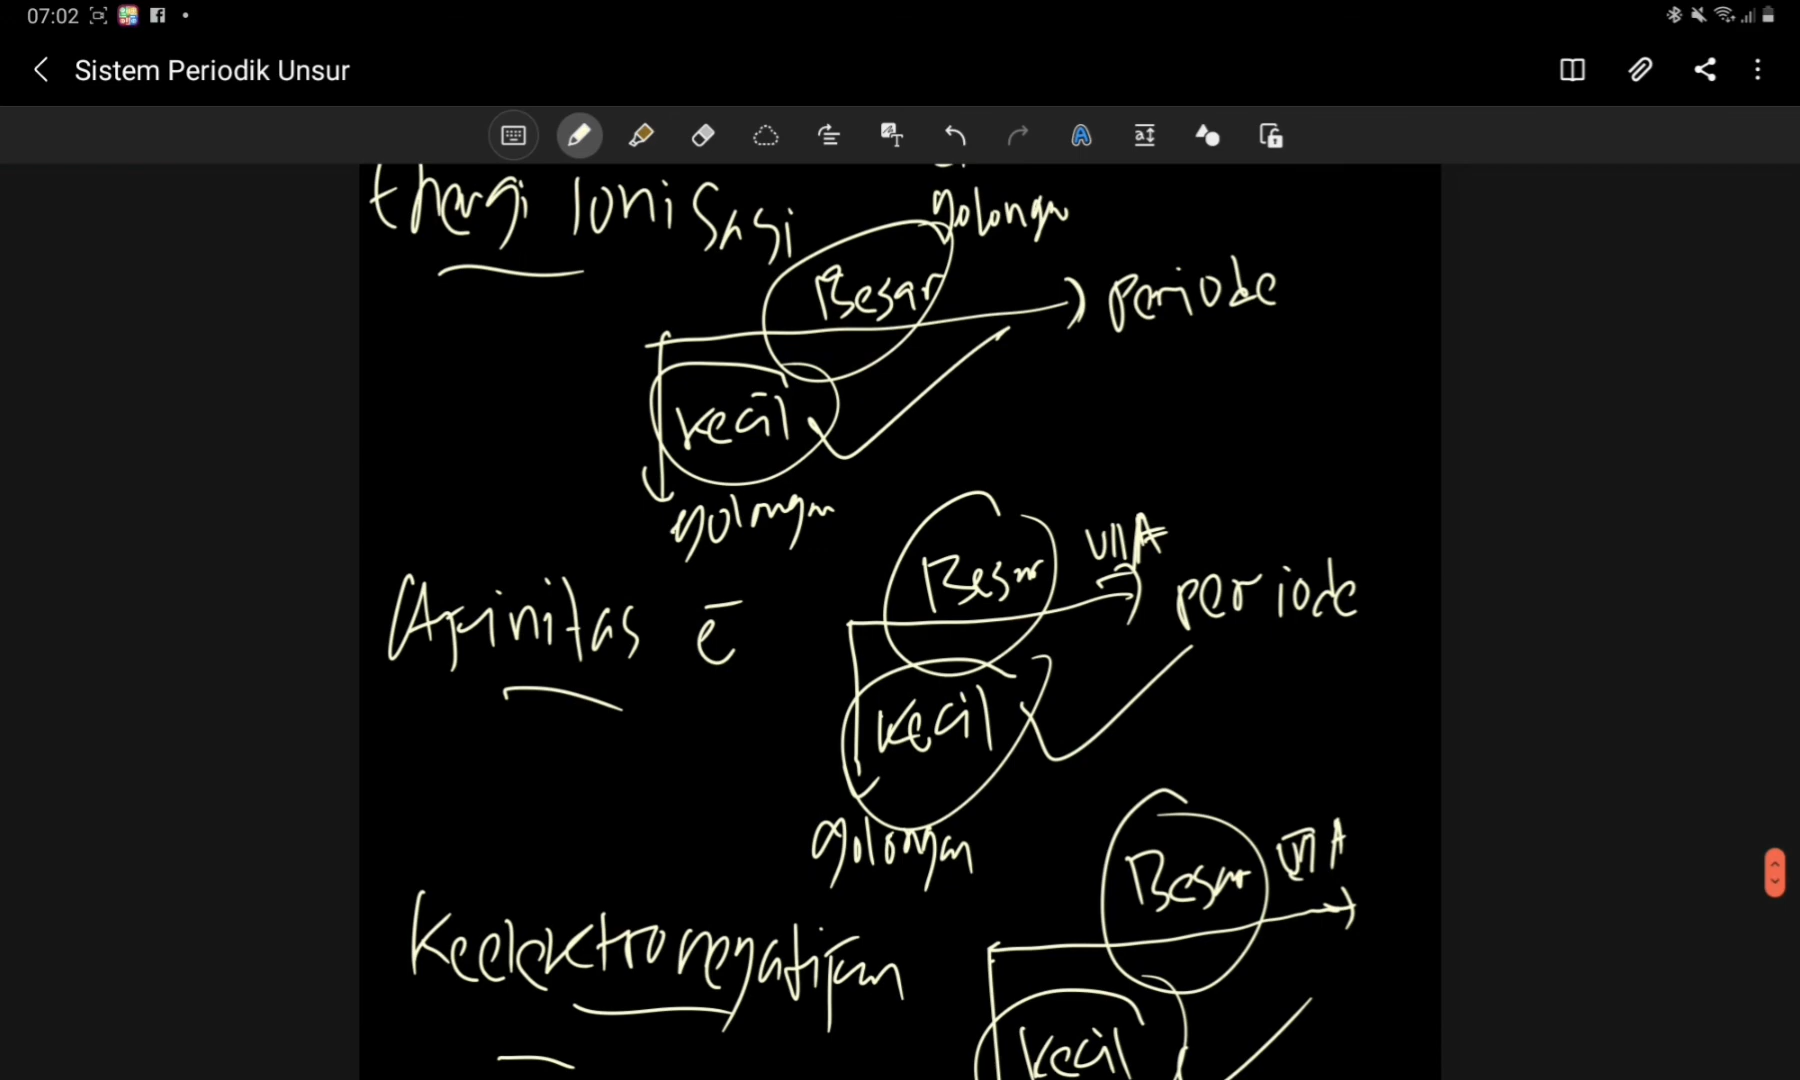 07:02
Sistem Periodik Unsur
Energi Ionisasi
golongan
Besar
periode
kecil
golongan
Besar
VIIA
periode
Afinitas ē
kecil
golongan
Besar
VIIA
Keelektronegatifan
kecil